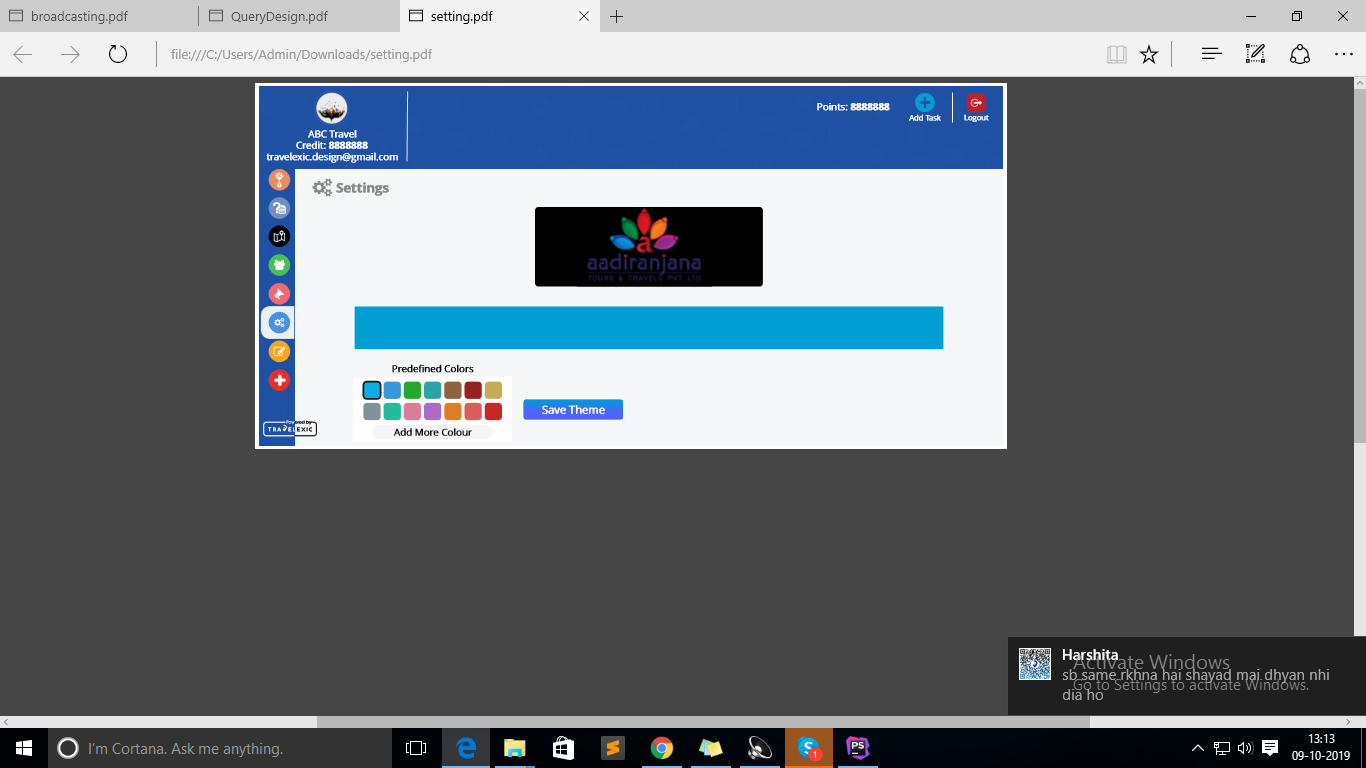 broadcasting.pdf
QueryDesign.pdf
setting.pdf
file:///C:/Users/Admin/Downloads/setting.pdf
ABC Travel
Credit: 8888888
travelexic.design@gmail.com
Points: 8888888
Add Task
Logout
Settings
a
aadiranjana
TOURS & TRAVELS PVT LTD
Predefined Colors
Save Theme
Add More Colour
Powered by
TRAVELEXIC
Harshita
Activate Windows
sb same rkhna hai shayad mai dhyan nhi
Go to Settings to activate Windows.
dia ho
I'm Cortana. Ask me anything.
S
1
PS
13:13
09-10-2019